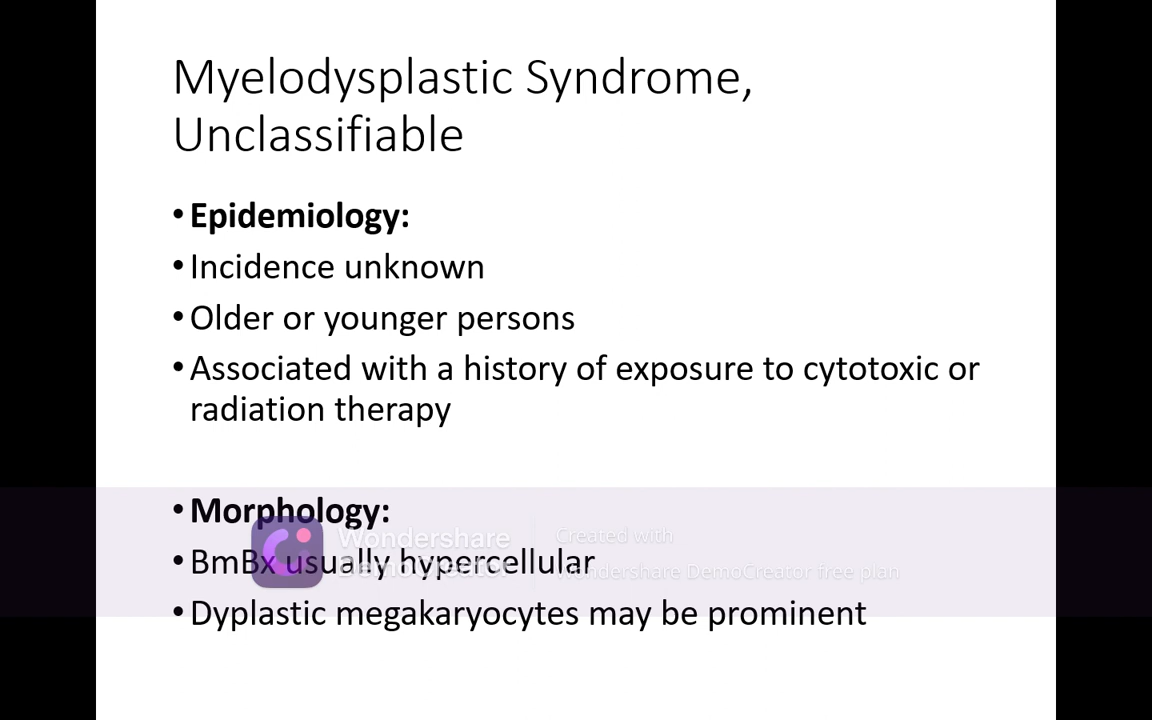 Myelodysplastic Syndrome,
Unclassifiable
• Epidemiology:
• Incidence unknown
• Older or younger persons
• Associated with a history of exposure to cytotoxic or
radiation therapy
• Morphology:
• BmBx usually hypercellular
• Dyplastic megakaryocytes may be prominent
Wondershare
DemoCreator
Created with
Wondershare DemoCreator free plan